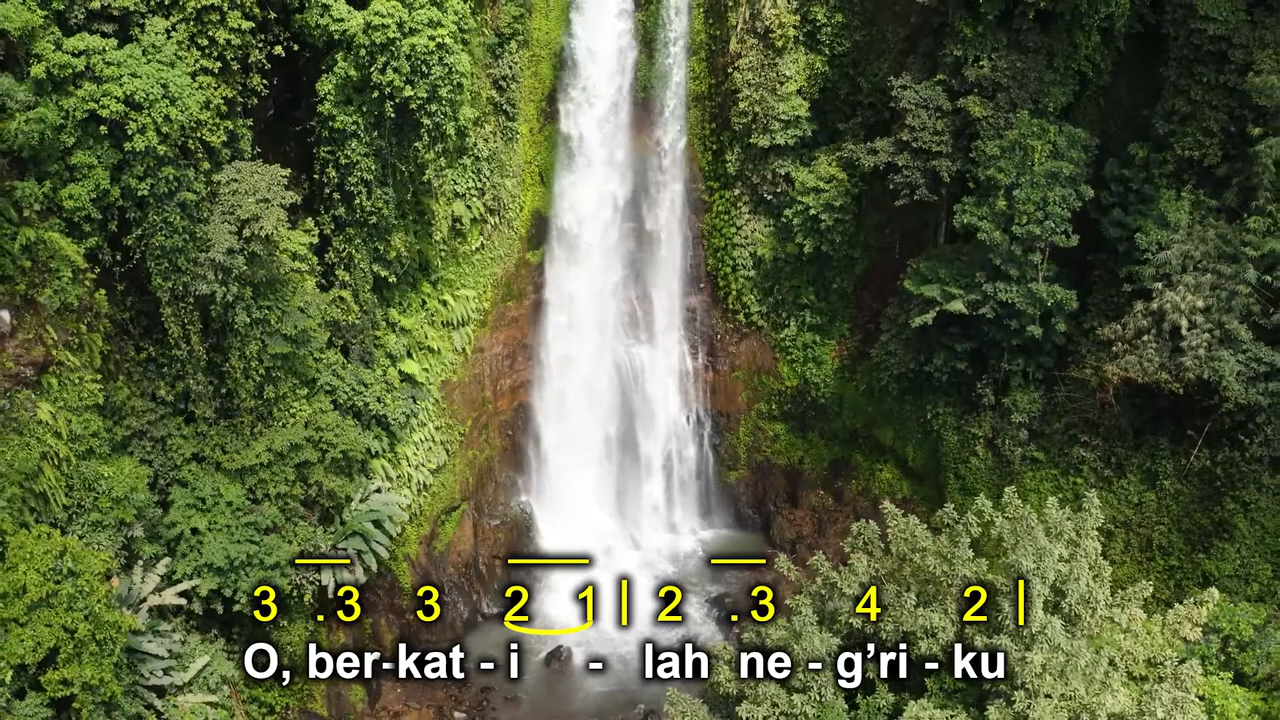 3 .3 3 2 1 | 2 .3 4 2 |
O, ber-kat - i - lah ne - g’ri - ku